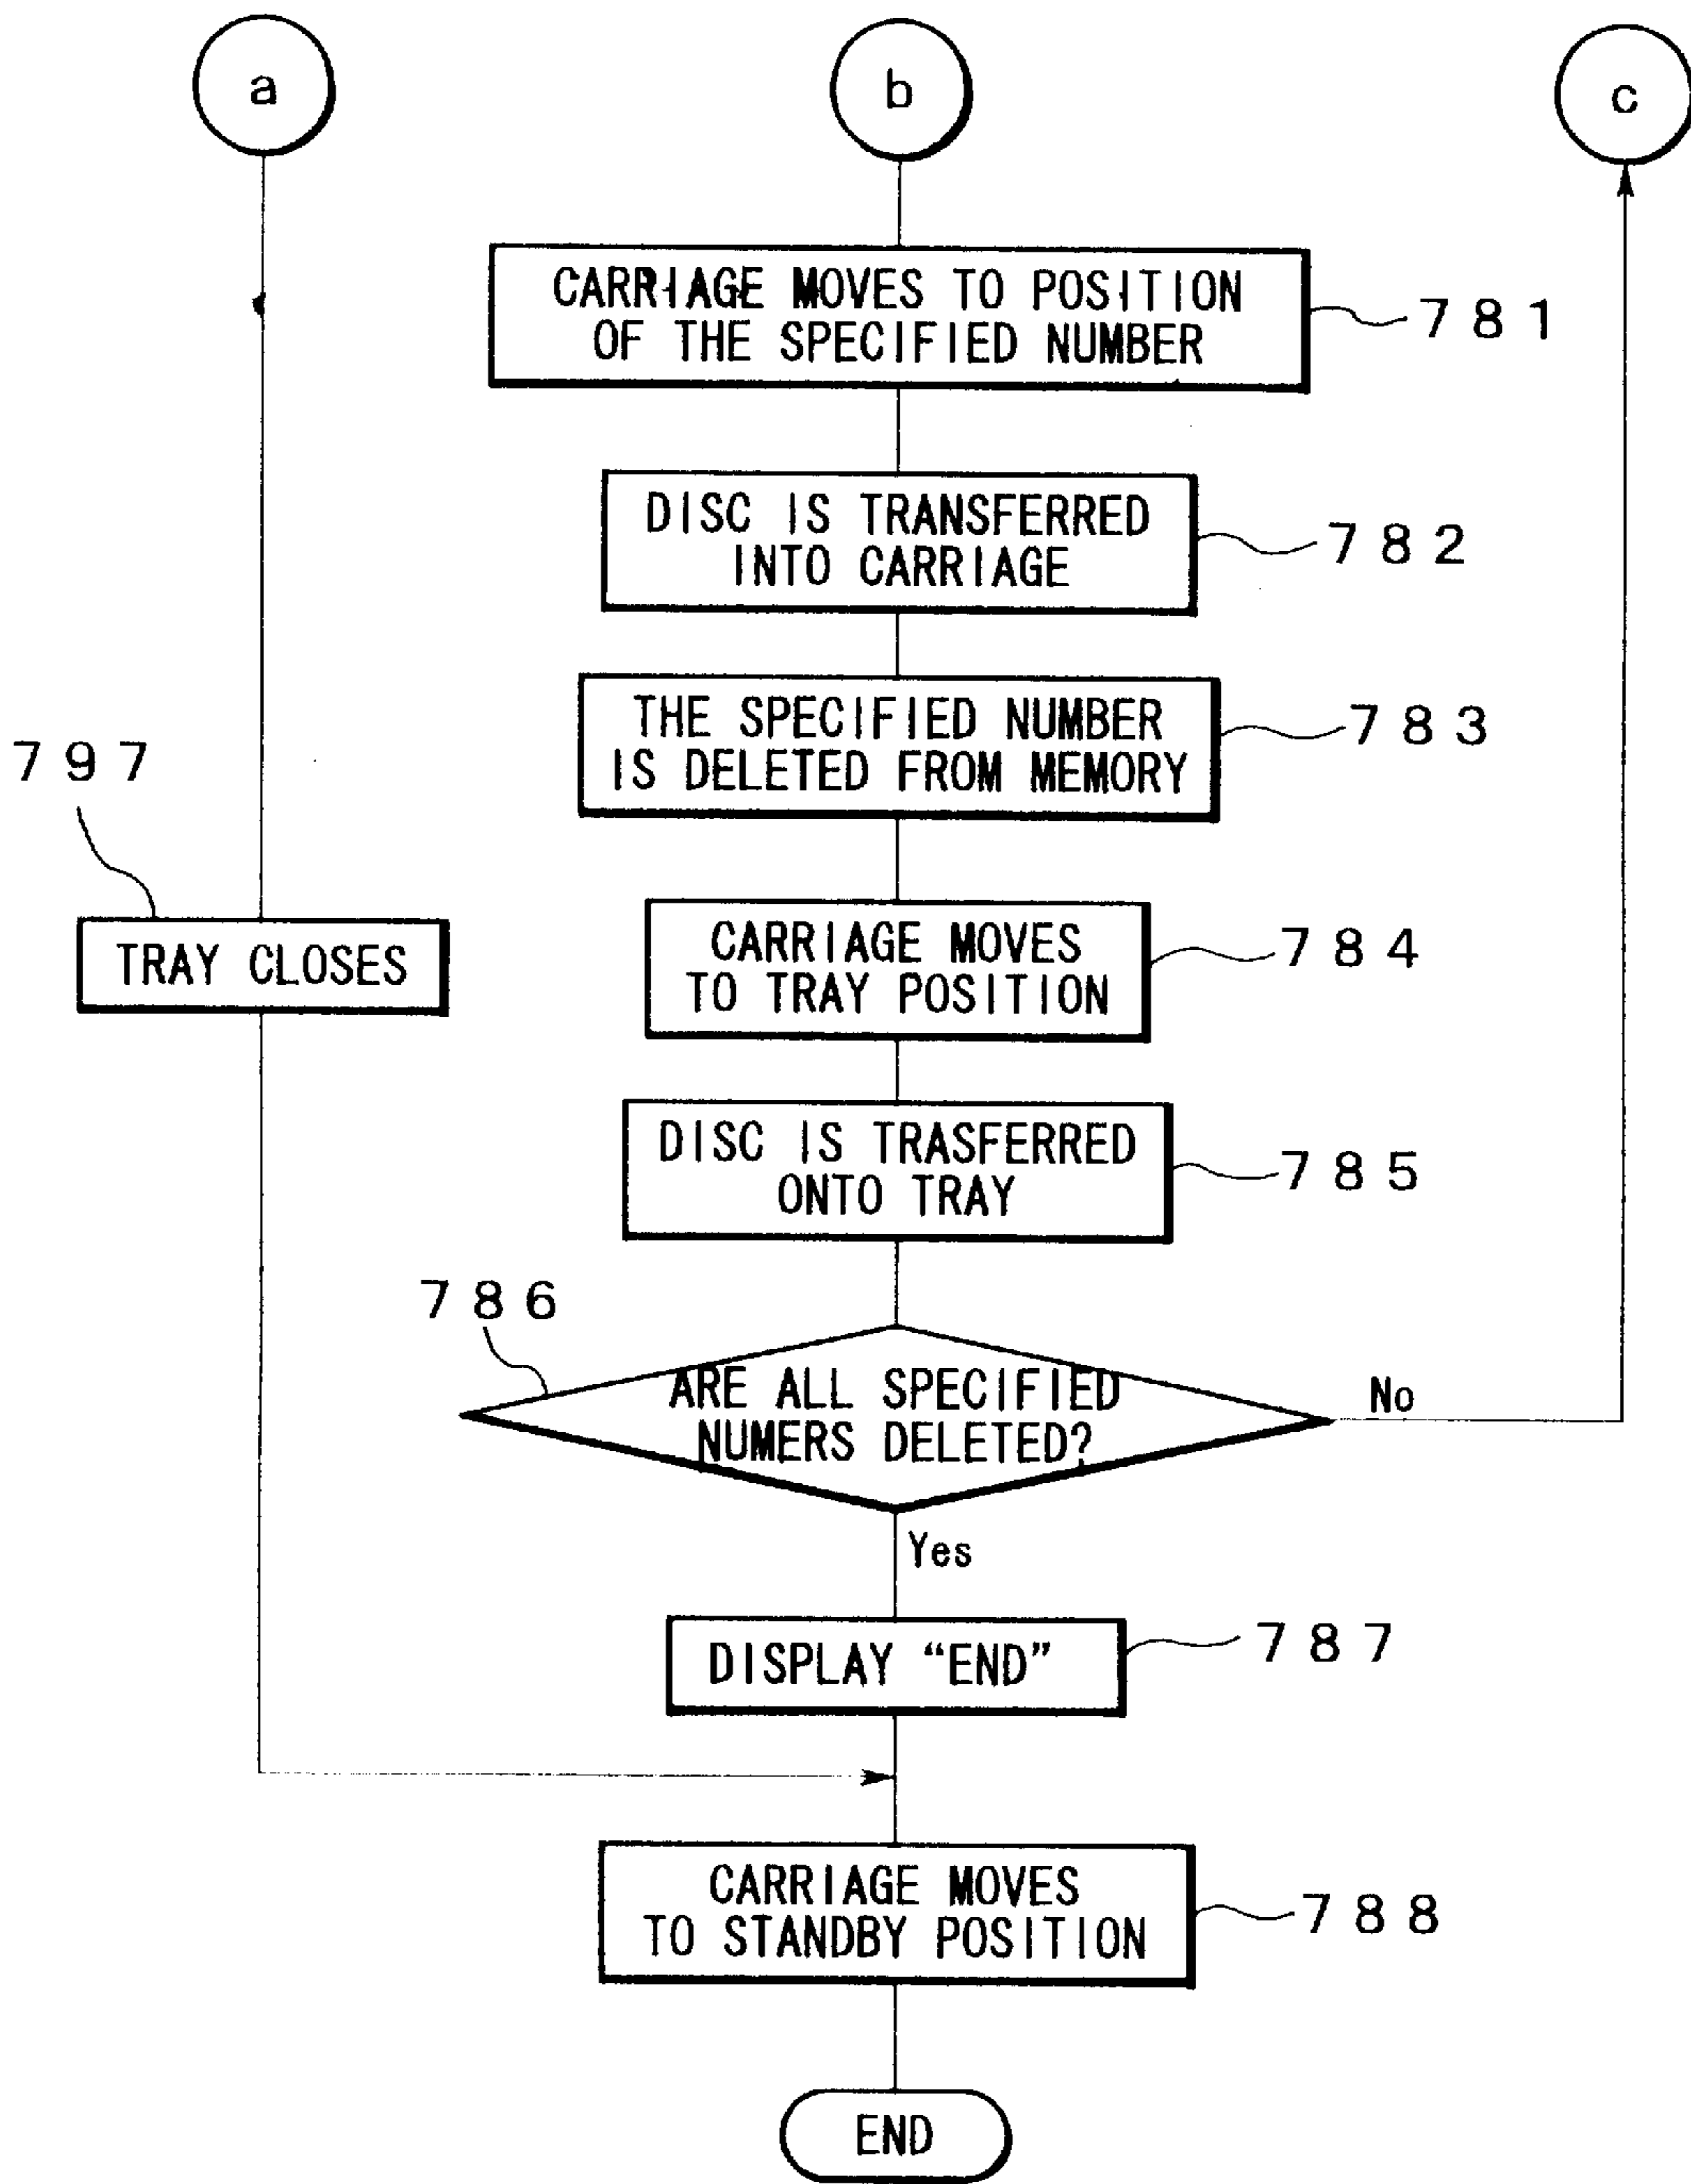 a
b
c
CARRIAGE MOVES TO POSITION
OF THE SPECIFIED NUMBER
781
DISC IS TRANSFERRED
INTO CARRIAGE
782
THE SPECIFIED NUMBER
IS DELETED FROM MEMORY
783
797
TRAY CLOSES
CARRIAGE MOVES
TO TRAY POSITION
784
DISC IS TRASFERRED
ONTO TRAY
785
786
ARE ALL SPECIFIED
NUMERS DELETED?
No
Yes
DISPLAY “END”
787
CARRIAGE MOVES
TO STANDBY POSITION
788
END